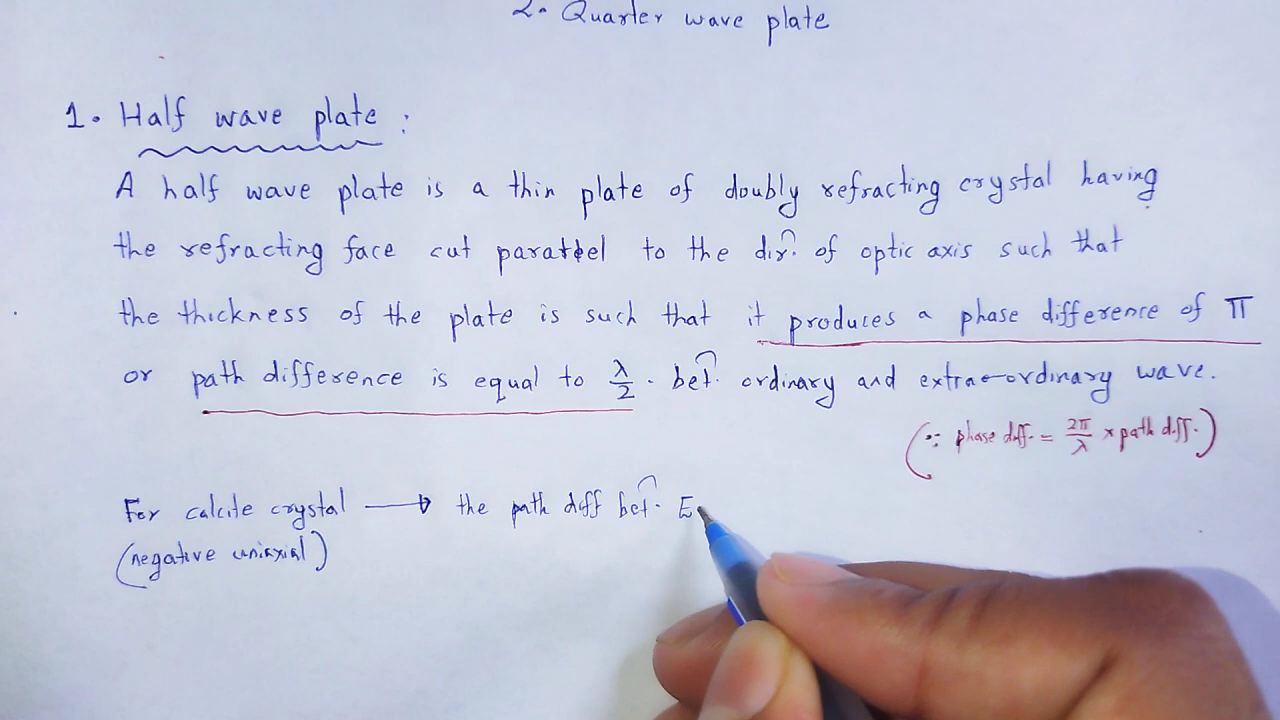 2. Quarter wave plate
1. Half wave plate :
A half wave plate is a thin plate of doubly refracting crystal having
the refracting face cut parallel to the dirⁿ. of optic axis such that
the thickness of the plate is such that it produces a phase difference of π
or path difference is equal to λ/2 . betⁿ. ordinary and extra-ordinary wave.
(∵ phase diff. = 2π/λ × path diff.)
For calcite crystal → the path diff betⁿ. E
(negative uniaxial)